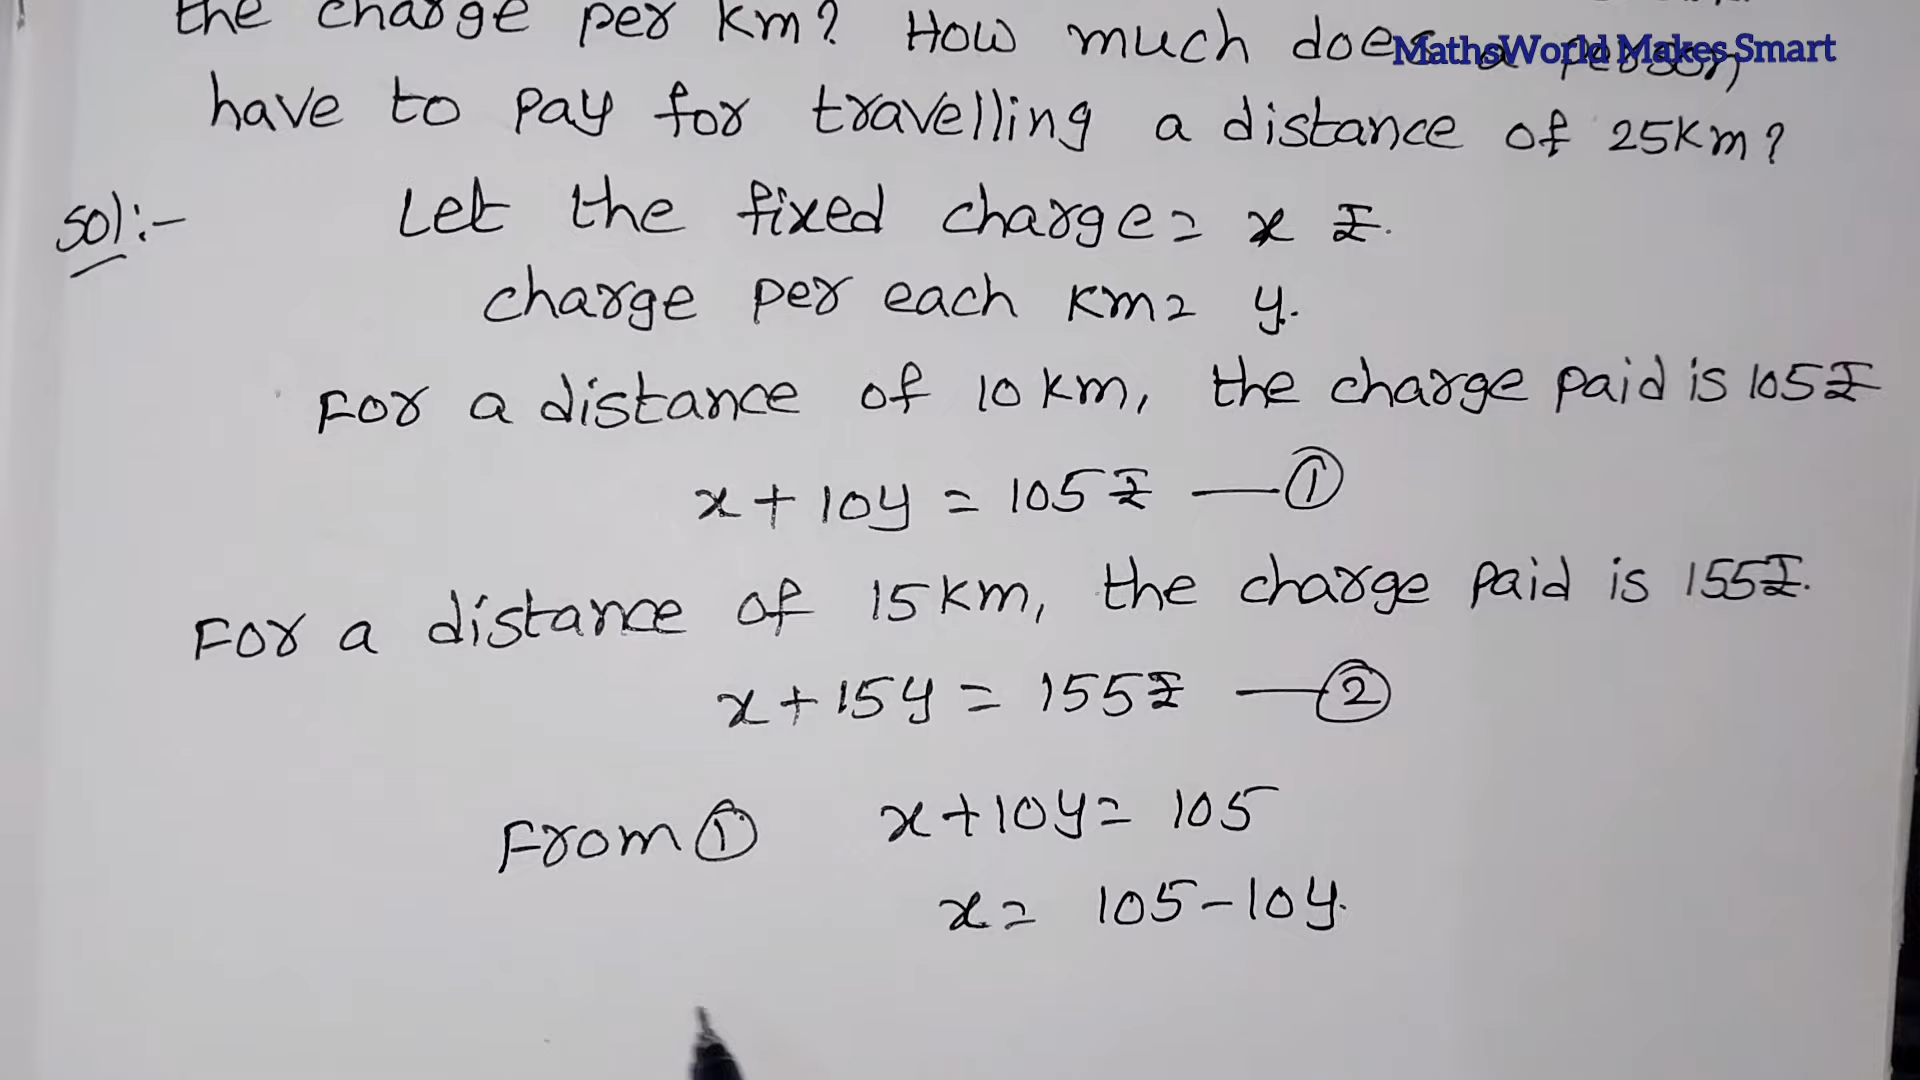 the charge per km? How much does a person,
MathsWorld Makes Smart
have to pay for travelling a distance of 25km?
Sol:- Let the fixed charge = x ₹.
charge per each km = y.
For a distance of 10 km, the charge paid is 105₹
x + 10y = 105₹ — ①
For a distance of 15km, the charge paid is 155₹.
x + 15y = 155₹ — ②
From ① x + 10y = 105
x = 105 - 10y.